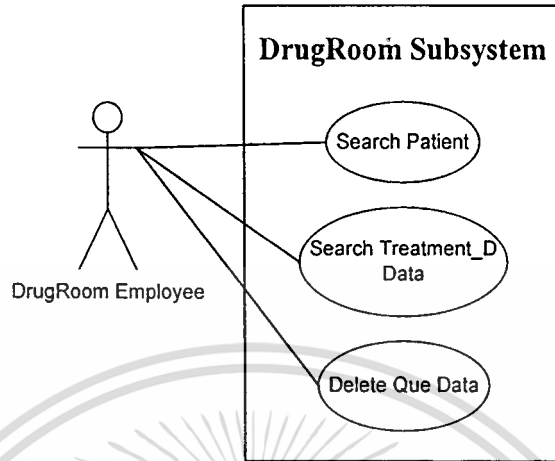 DrugRoom Subsystem
Search Patient
Search Treatment_D
Data
DrugRoom Employee
Delete Que Data